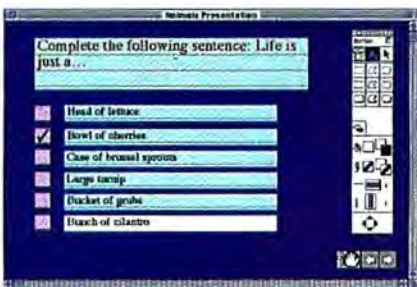 Animals Presentation
Complete the following sentence: Life is
just a…
Head of lettuce
Bowl of cherries
Case of brussel sprouts
Large turnip
Bucket of grubs
Bunch of cilantro